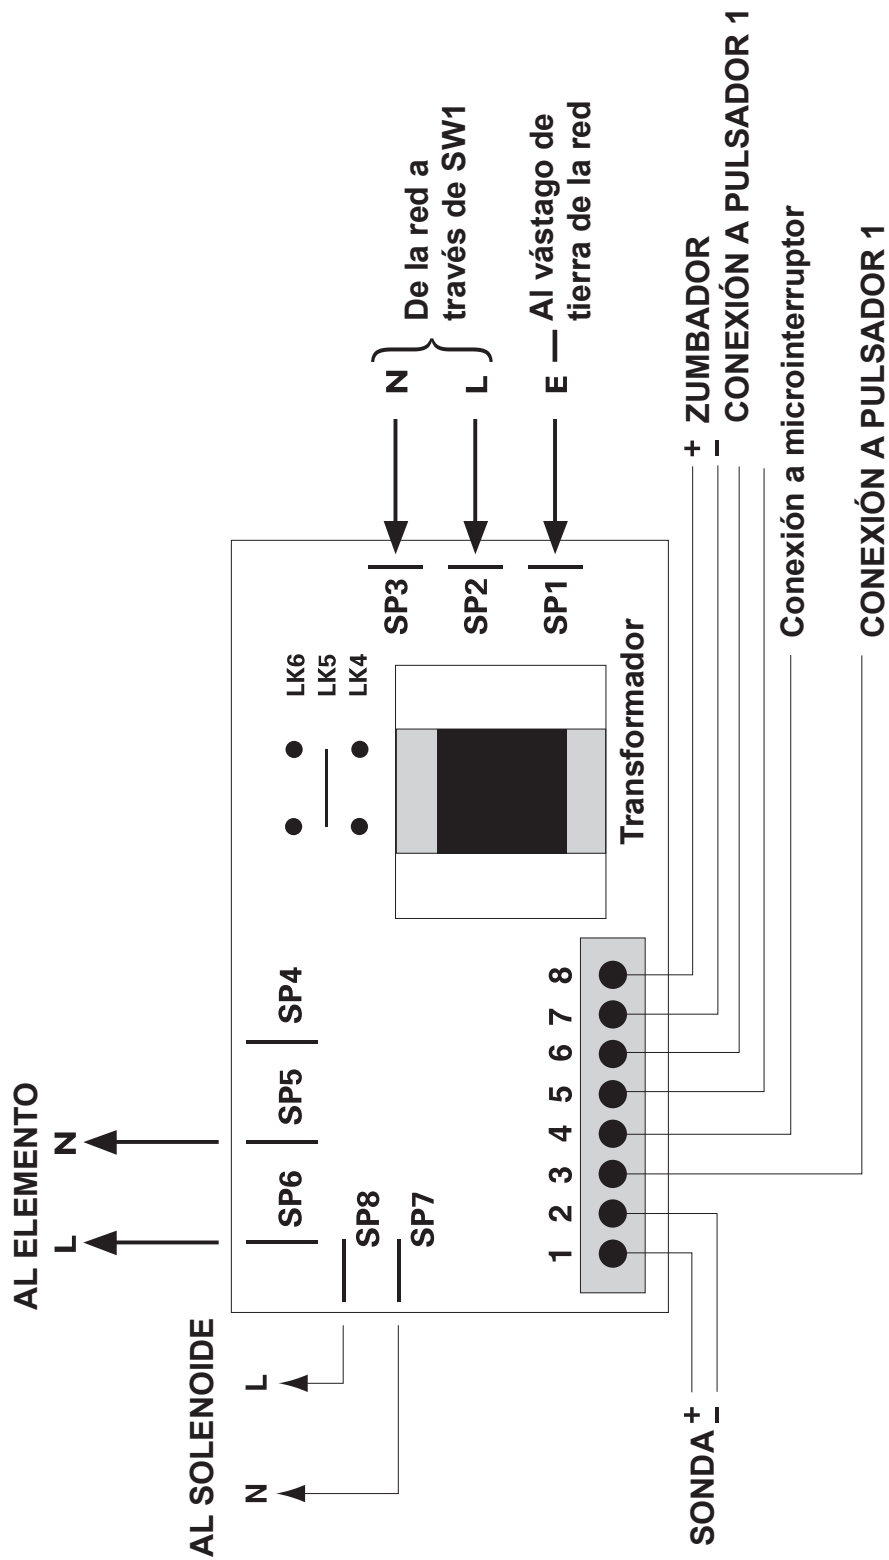 AL ELEMENTO
L
N
AL SOLENOIDE
N
L
SP6
SP5
SP4
SP8
SP7
LK6
LK5
LK4
SP3
SP2
SP1
N
L
E
De la red a
través de SW1
Al vástago de
tierra de la red
Transformador
1
2
3
4
5
6
7
8
SONDA
+
–
+
–
ZUMBADOR
CONEXIÓN A PULSADOR 1
Conexión a microinterruptor
CONEXIÓN A PULSADOR 1